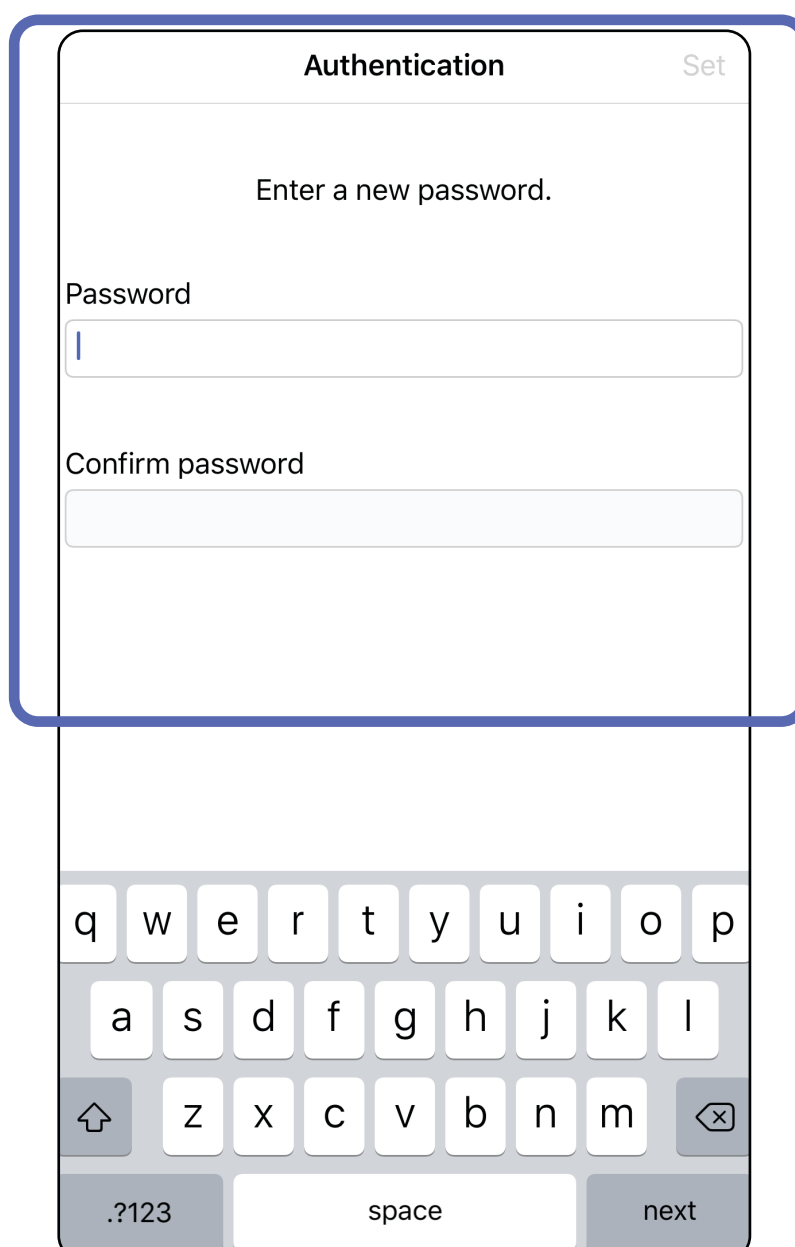 Authentication Set
Enter a new password.
Password
Confirm password
q w e r t y u i o p
a s d f g h j k l
z x c v b n m
.?123 space next